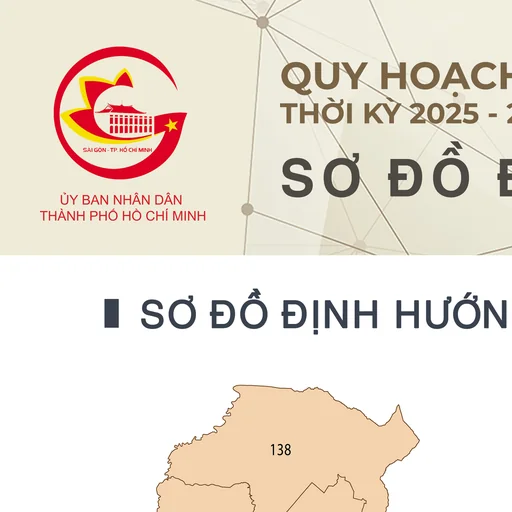 SÀI GÒN - TP. HỒ CHÍ MINH
ỦY BAN NHÂN DÂN
THÀNH PHỐ HỒ CHÍ MINH
QUY HOẠCH
THỜI KỲ 2025 - 2
SƠ ĐỒ Đ
SƠ ĐỒ ĐỊNH HƯỚN
138